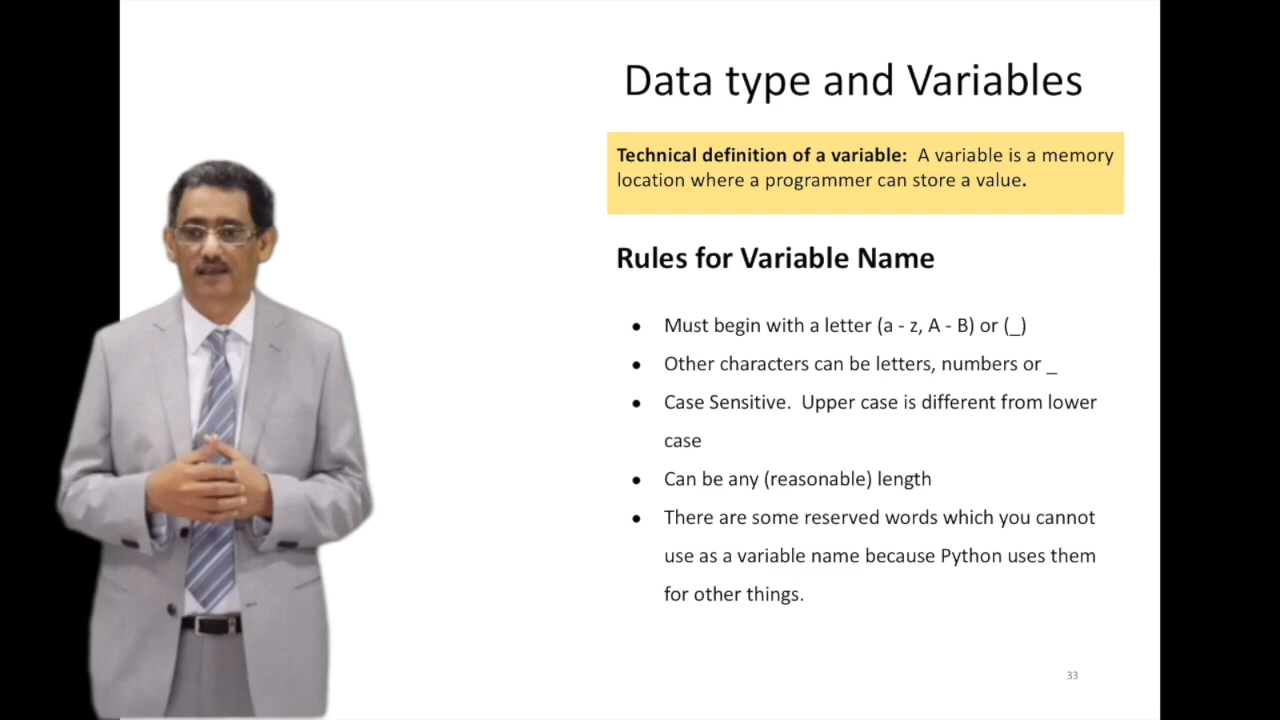 Data type and Variables
Technical definition of a variable:  A variable is a memory
location where a programmer can store a value.
Rules for Variable Name
● Must begin with a letter (a - z, A - B) or (_)
● Other characters can be letters, numbers or _
● Case Sensitive.  Upper case is different from lower
case
● Can be any (reasonable) length
● There are some reserved words which you cannot
use as a variable name because Python uses them
for other things.
33